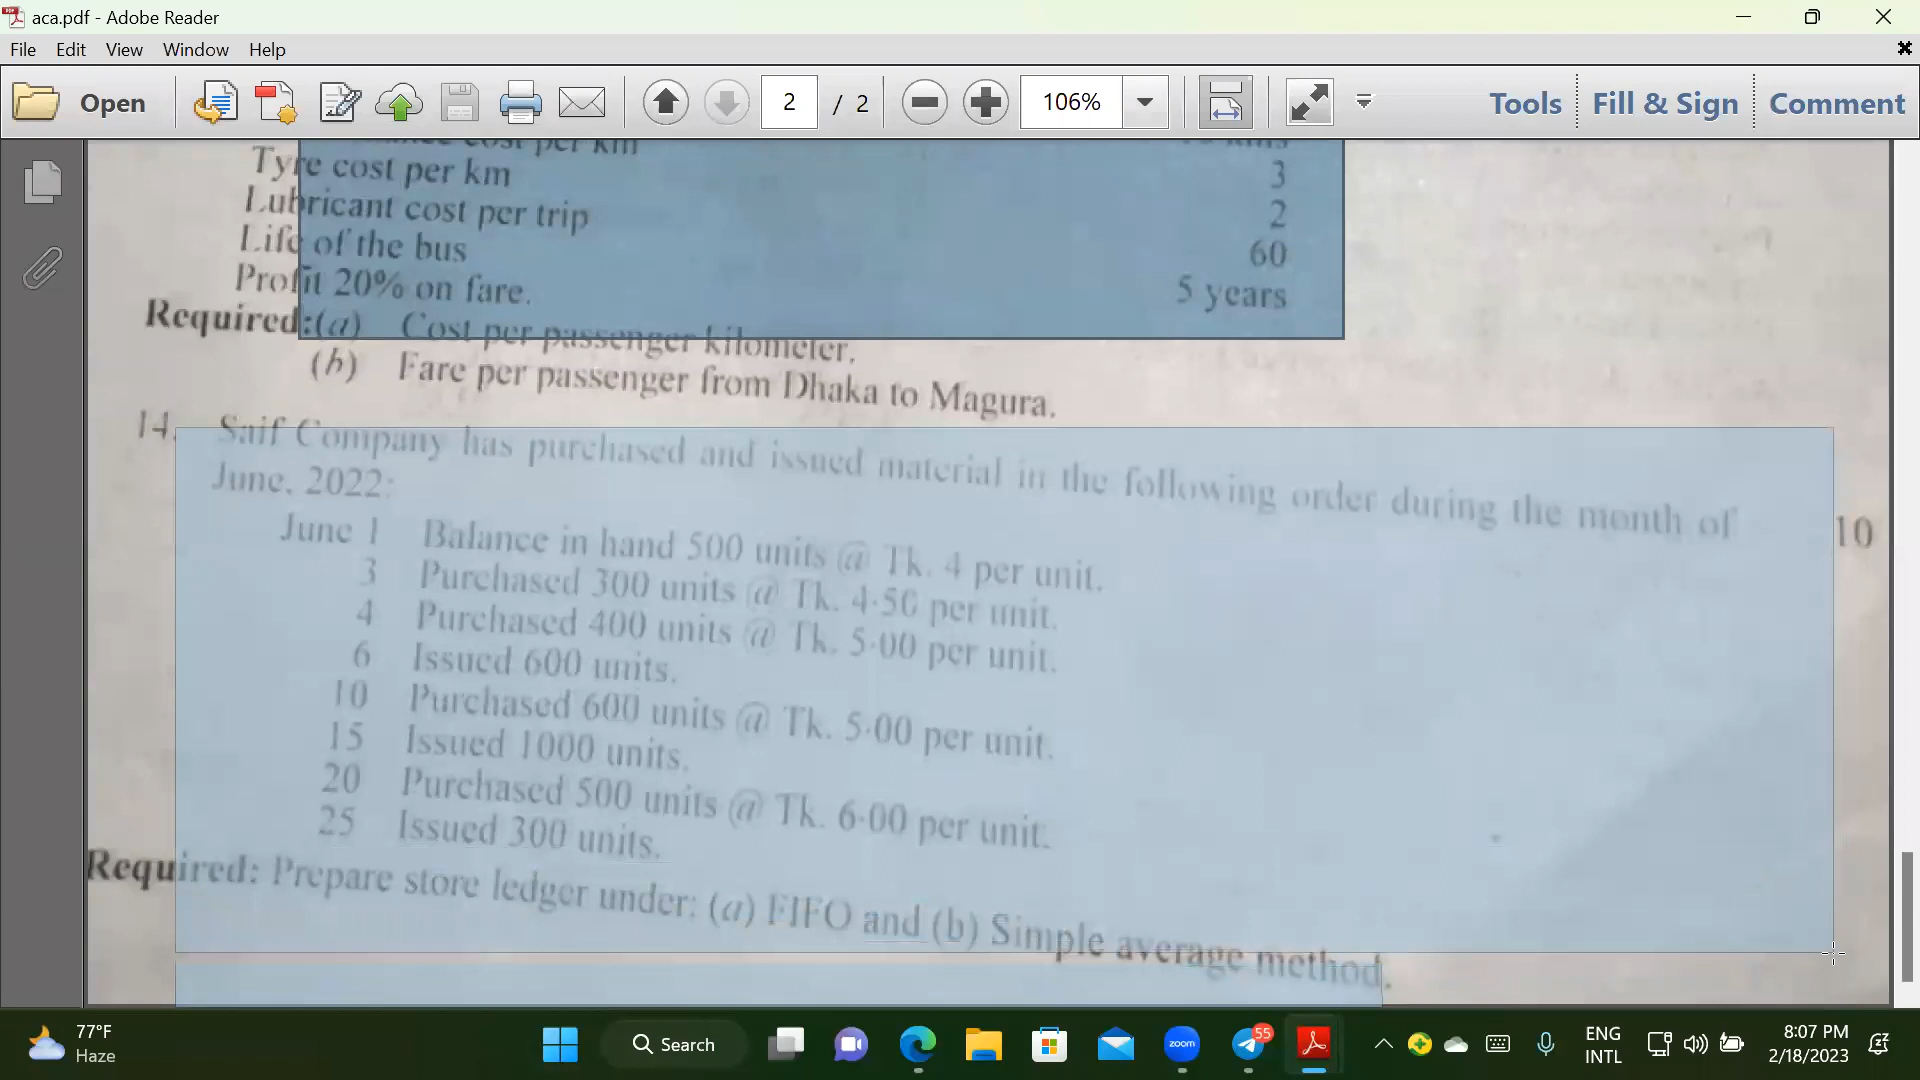 aca.pdf - Adobe Reader
File Edit View Window Help
Open 2 / 2 106% Tools Fill & Sign Comment
cost per km
Tyre cost per km 3
Lubricant cost per trip 2
Life of the bus 60
Profit 20% on fare. 5 years
Required:(a) Cost per passenger kilometer.
(b) Fare per passenger from Dhaka to Magura.
14. Saif Company has purchased and issued material in the following order during the month of
June, 2022: 10
June 1 Balance in hand 500 units @ Tk. 4 per unit.
3 Purchased 300 units @ Tk. 4·50 per unit.
4 Purchased 400 units @ Tk. 5·00 per unit.
6 Issued 600 units.
10 Purchased 600 units @ Tk. 5·00 per unit.
15 Issued 1000 units.
20 Purchased 500 units @ Tk. 6·00 per unit.
25 Issued 300 units.
Required: Prepare store ledger under: (a) FIFO and (b) Simple average method.
77°F
Haze
Search
zoom
55
ENG
INTL
8:07 PM
2/18/2023